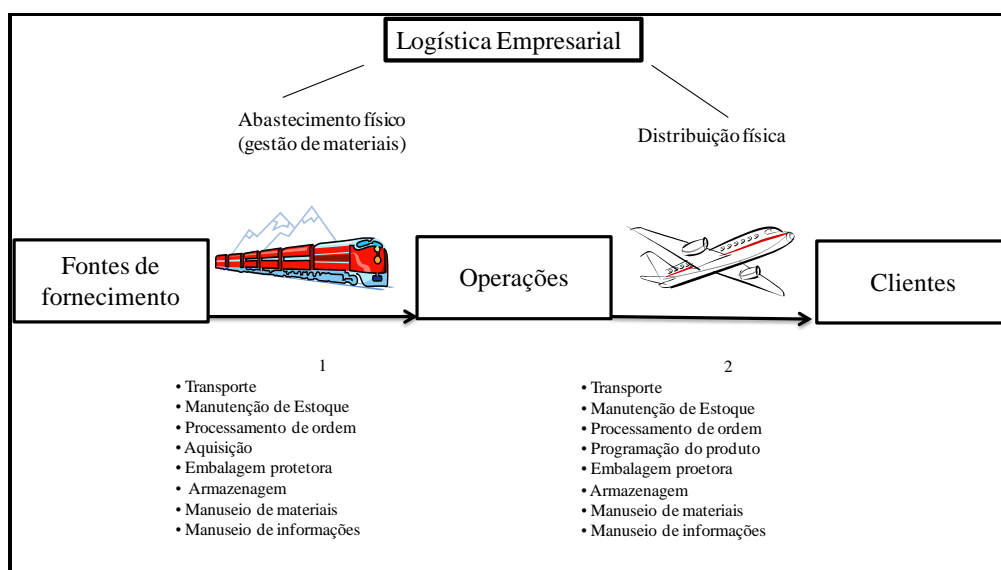 Logística Empresarial
Abastecimento físico
(gestão de materiais)
Distribuição física
Fontes de
fornecimento
Operações
Clientes
1
• Transporte
• Manutenção de Estoque
• Processamento de ordem
• Aquisição
• Embalagem protetora
• Armazenagem
• Manuseio de materiais
• Manuseio de informações
2
• Transporte
• Manutenção de Estoque
• Processamento de ordem
• Programação do produto
• Embalagem proetora
• Armazenagem
• Manuseio de materiais
• Manuseio de informações